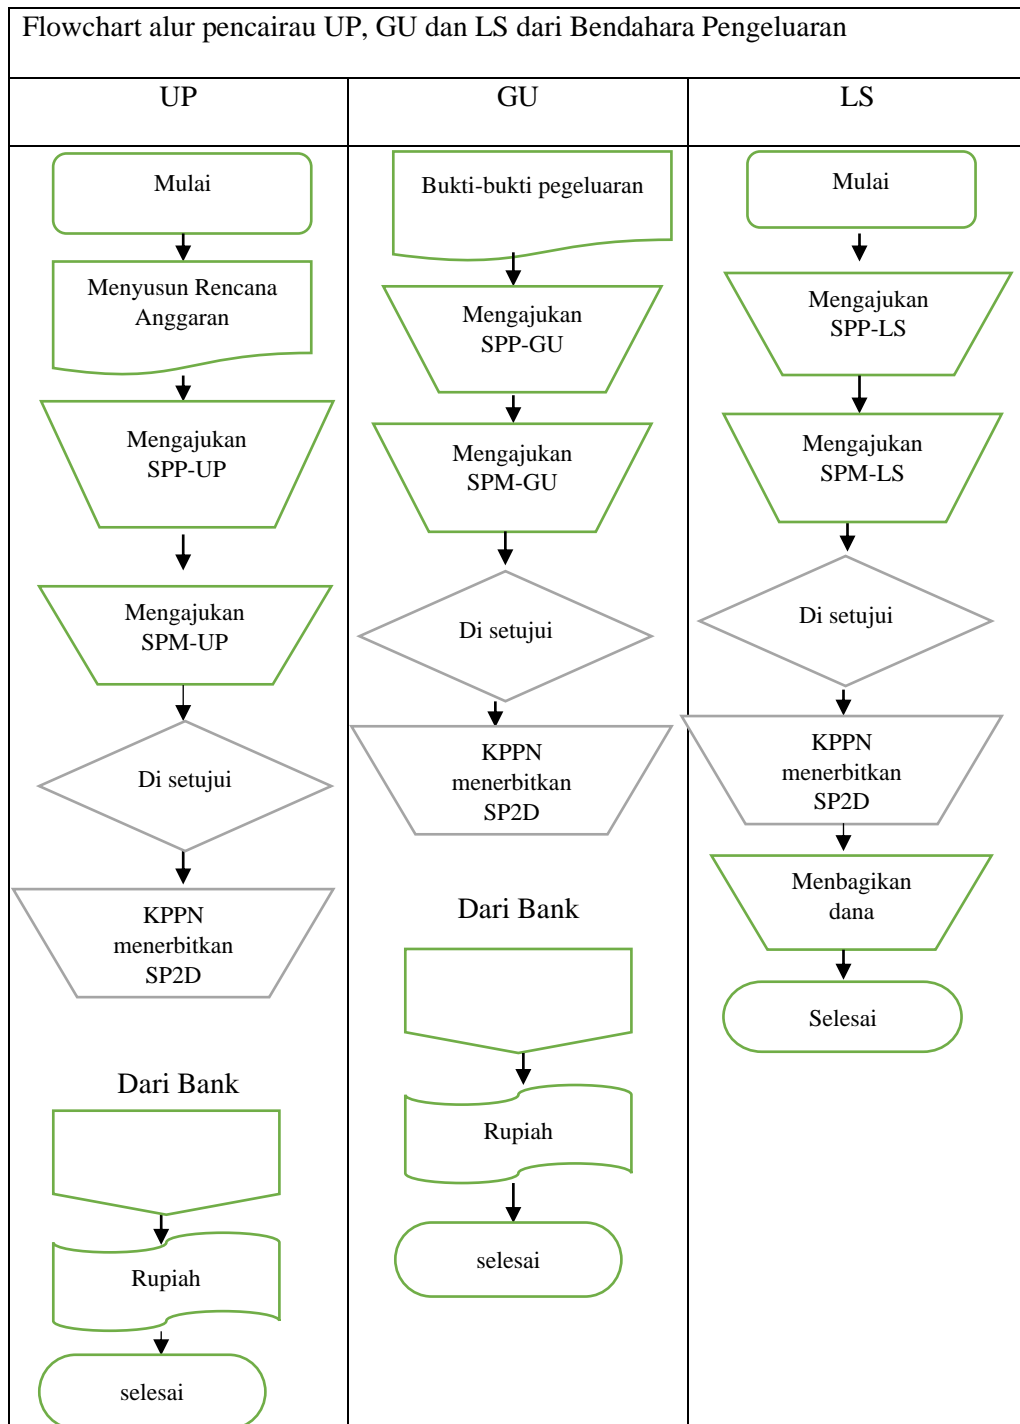 Flowchart alur pencairau UP, GU dan LS dari Bendahara Pengeluaran
UP
GU
LS
Mulai
Menyusun Rencana
Anggaran
Mengajukan
SPP-UP
Mengajukan
SPM-UP
Di setujui
KPPN
menerbitkan
SP2D
Dari Bank
Rupiah
selesai
Bukti-bukti pegeluaran
Mengajukan
SPP-GU
Mengajukan
SPM-GU
Di setujui
KPPN
menerbitkan
SP2D
Dari Bank
Rupiah
selesai
Mulai
Mengajukan
SPP-LS
Mengajukan
SPM-LS
Di setujui
KPPN
menerbitkan
SP2D
Menbagikan
dana
Selesai